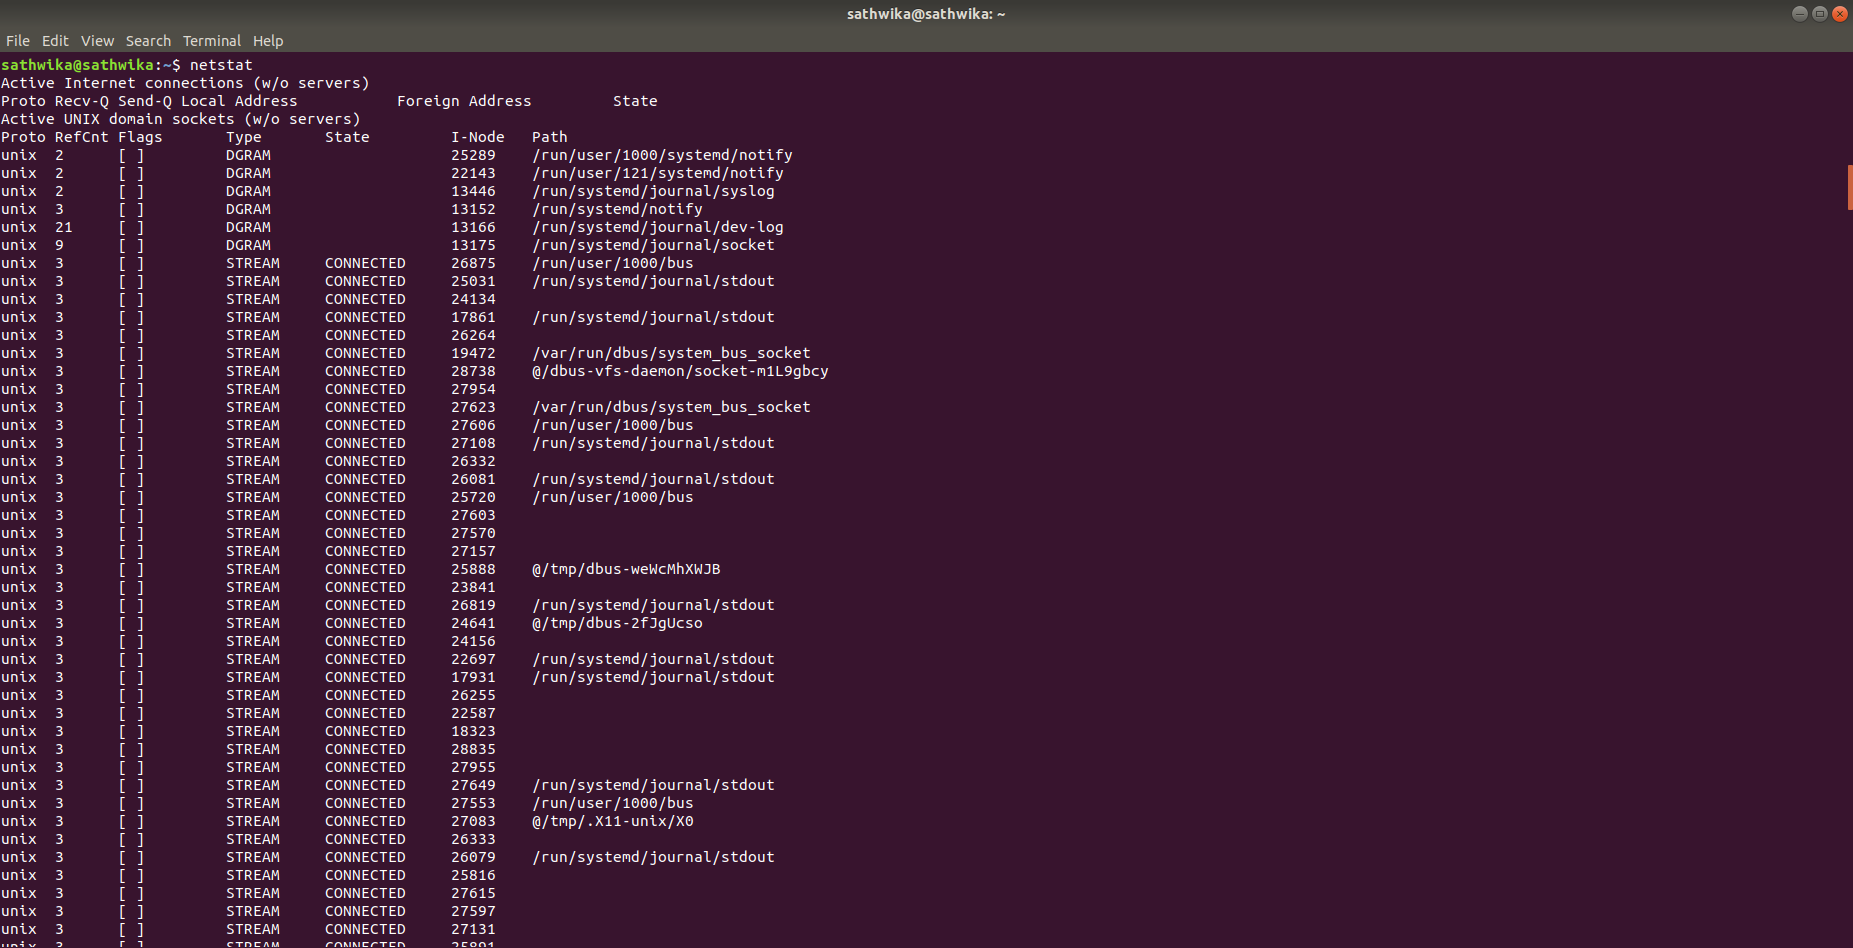 sathwika@sathwika: ~
File Edit View Search Terminal Help
sathwika@sathwika:~$ netstat
Active Internet connections (w/o servers)
Proto Recv-Q Send-Q Local Address           Foreign Address         State
Active UNIX domain sockets (w/o servers)
Proto RefCnt Flags       Type       State         I-Node   Path
unix  2      [ ]         DGRAM                    25289    /run/user/1000/systemd/notify
unix  2      [ ]         DGRAM                    22143    /run/user/121/systemd/notify
unix  2      [ ]         DGRAM                    13446    /run/systemd/journal/syslog
unix  3      [ ]         DGRAM                    13152    /run/systemd/notify
unix  21     [ ]         DGRAM                    13166    /run/systemd/journal/dev-log
unix  9      [ ]         DGRAM                    13175    /run/systemd/journal/socket
unix  3      [ ]         STREAM     CONNECTED     26875    /run/user/1000/bus
unix  3      [ ]         STREAM     CONNECTED     25031    /run/systemd/journal/stdout
unix  3      [ ]         STREAM     CONNECTED     24134
unix  3      [ ]         STREAM     CONNECTED     17861    /run/systemd/journal/stdout
unix  3      [ ]         STREAM     CONNECTED     26264
unix  3      [ ]         STREAM     CONNECTED     19472    /var/run/dbus/system_bus_socket
unix  3      [ ]         STREAM     CONNECTED     28738    @/dbus-vfs-daemon/socket-m1L9gbcy
unix  3      [ ]         STREAM     CONNECTED     27954
unix  3      [ ]         STREAM     CONNECTED     27623    /var/run/dbus/system_bus_socket
unix  3      [ ]         STREAM     CONNECTED     27606    /run/user/1000/bus
unix  3      [ ]         STREAM     CONNECTED     27108    /run/systemd/journal/stdout
unix  3      [ ]         STREAM     CONNECTED     26332
unix  3      [ ]         STREAM     CONNECTED     26081    /run/systemd/journal/stdout
unix  3      [ ]         STREAM     CONNECTED     25720    /run/user/1000/bus
unix  3      [ ]         STREAM     CONNECTED     27603
unix  3      [ ]         STREAM     CONNECTED     27570
unix  3      [ ]         STREAM     CONNECTED     27157
unix  3      [ ]         STREAM     CONNECTED     25888    @/tmp/dbus-weWcMhXWJB
unix  3      [ ]         STREAM     CONNECTED     23841
unix  3      [ ]         STREAM     CONNECTED     26819    /run/systemd/journal/stdout
unix  3      [ ]         STREAM     CONNECTED     24641    @/tmp/dbus-2fJgUcso
unix  3      [ ]         STREAM     CONNECTED     24156
unix  3      [ ]         STREAM     CONNECTED     22697    /run/systemd/journal/stdout
unix  3      [ ]         STREAM     CONNECTED     17931    /run/systemd/journal/stdout
unix  3      [ ]         STREAM     CONNECTED     26255
unix  3      [ ]         STREAM     CONNECTED     22587
unix  3      [ ]         STREAM     CONNECTED     18323
unix  3      [ ]         STREAM     CONNECTED     28835
unix  3      [ ]         STREAM     CONNECTED     27955
unix  3      [ ]         STREAM     CONNECTED     27649    /run/systemd/journal/stdout
unix  3      [ ]         STREAM     CONNECTED     27553    /run/user/1000/bus
unix  3      [ ]         STREAM     CONNECTED     27083    @/tmp/.X11-unix/X0
unix  3      [ ]         STREAM     CONNECTED     26333
unix  3      [ ]         STREAM     CONNECTED     26079    /run/systemd/journal/stdout
unix  3      [ ]         STREAM     CONNECTED     25816
unix  3      [ ]         STREAM     CONNECTED     27615
unix  3      [ ]         STREAM     CONNECTED     27597
unix  3      [ ]         STREAM     CONNECTED     27131
unix  3      [ ]         STREAM     CONNECTED